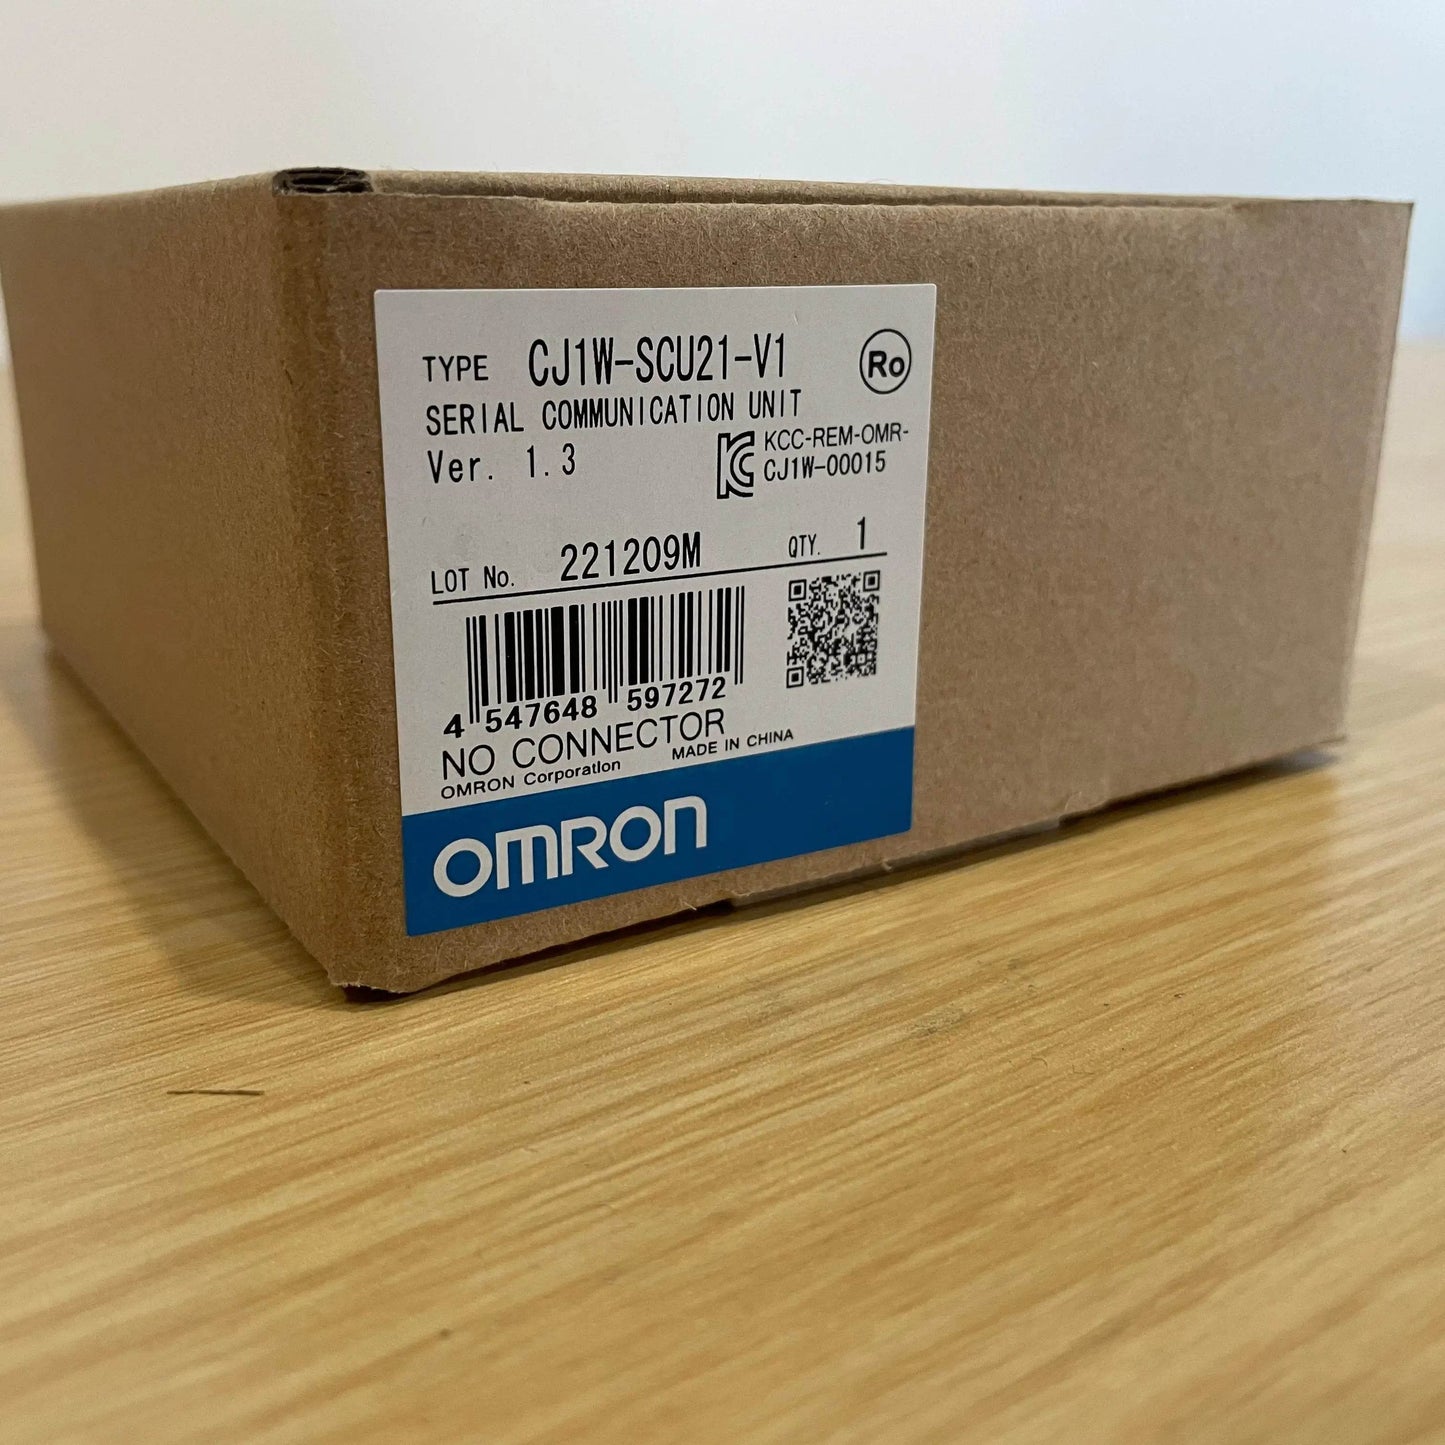 TYPE CJ1W-SCU21-V1 Ro
SERIAL COMMUNICATION UNIT
Ver. 1.3
KC KCC-REM-OMR-
CJ1W-00015
LOT No. 221209M QTY. 1
4 547648 597272
NO CONNECTOR
OMRON Corporation MADE IN CHINA
OMRON